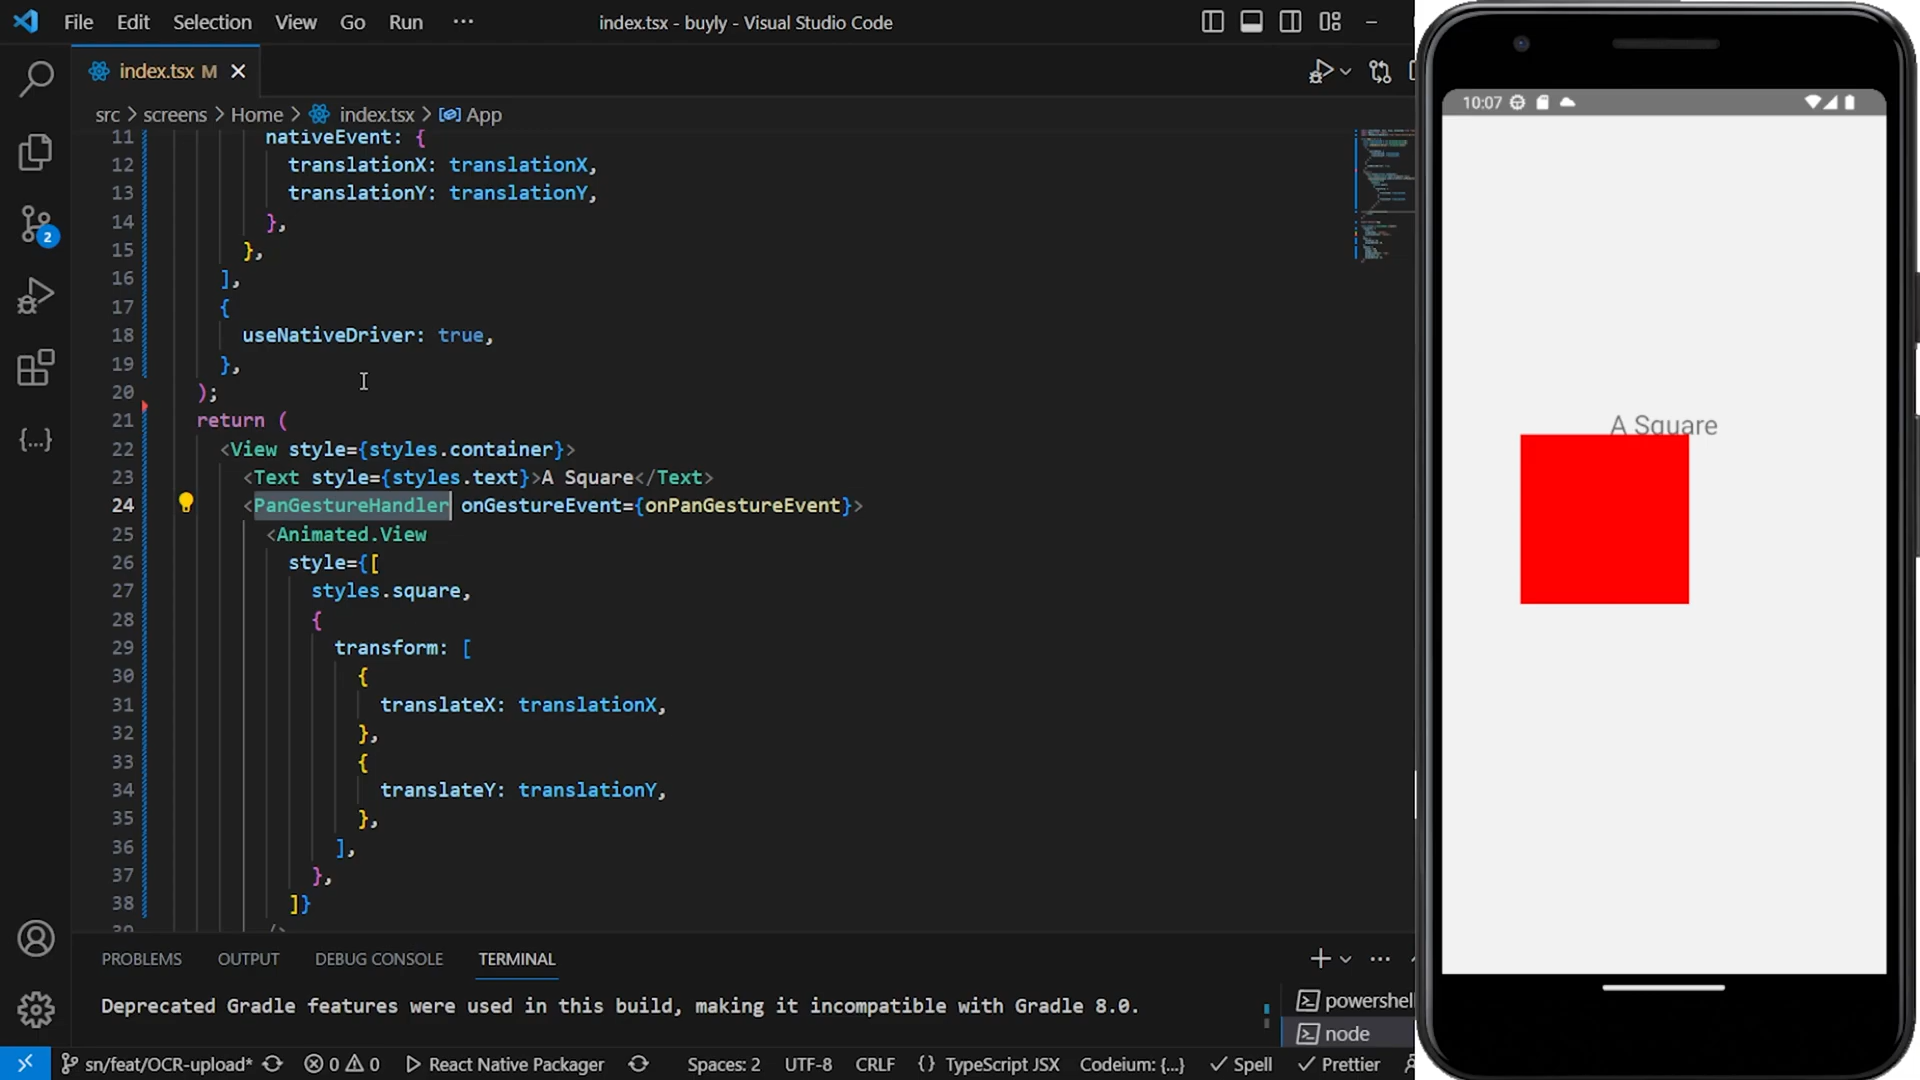 File Edit Selection View Go Run ··· index.tsx - buyly - Visual Studio Code
index.tsx M
src > screens > Home > index.tsx > App
11 nativeEvent: {
12 translationX: translationX,
13 translationY: translationY,
14 },
15 },
16 ],
17 {
18 useNativeDriver: true,
19 },
20 );
21 return (
22 <View style={styles.container}>
23 <Text style={styles.text}>A Square</Text>
24 <PanGestureHandler onGestureEvent={onPanGestureEvent}>
25 <Animated.View
26 style={[
27 styles.square,
28 {
29 transform: [
30 {
31 translateX: translationX,
32 },
33 {
34 translateY: translationY,
35 },
36 ],
37 },
38 ]}
39 />
PROBLEMS OUTPUT DEBUG CONSOLE TERMINAL
Deprecated Gradle features were used in this build, making it incompatible with Gradle 8.0.
powershell
node
2
sn/feat/OCR-upload* 0 0 React Native Packager Spaces: 2 UTF-8 CRLF {} TypeScript JSX Codeium: {...} Spell Prettier
10:07
A Square